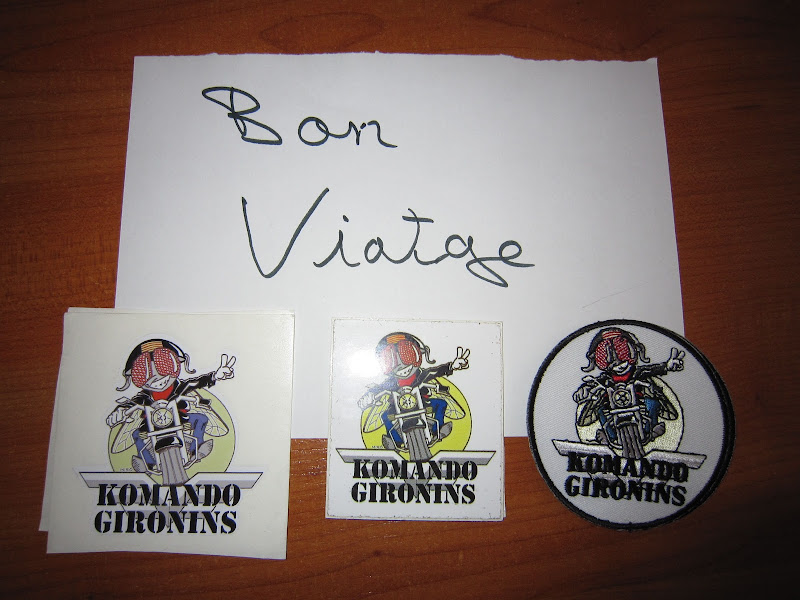 Bon
Viatge
KOMANDO
GIRONINS
KOMANDO
GIRONINS
KOMANDO
GIRONINS